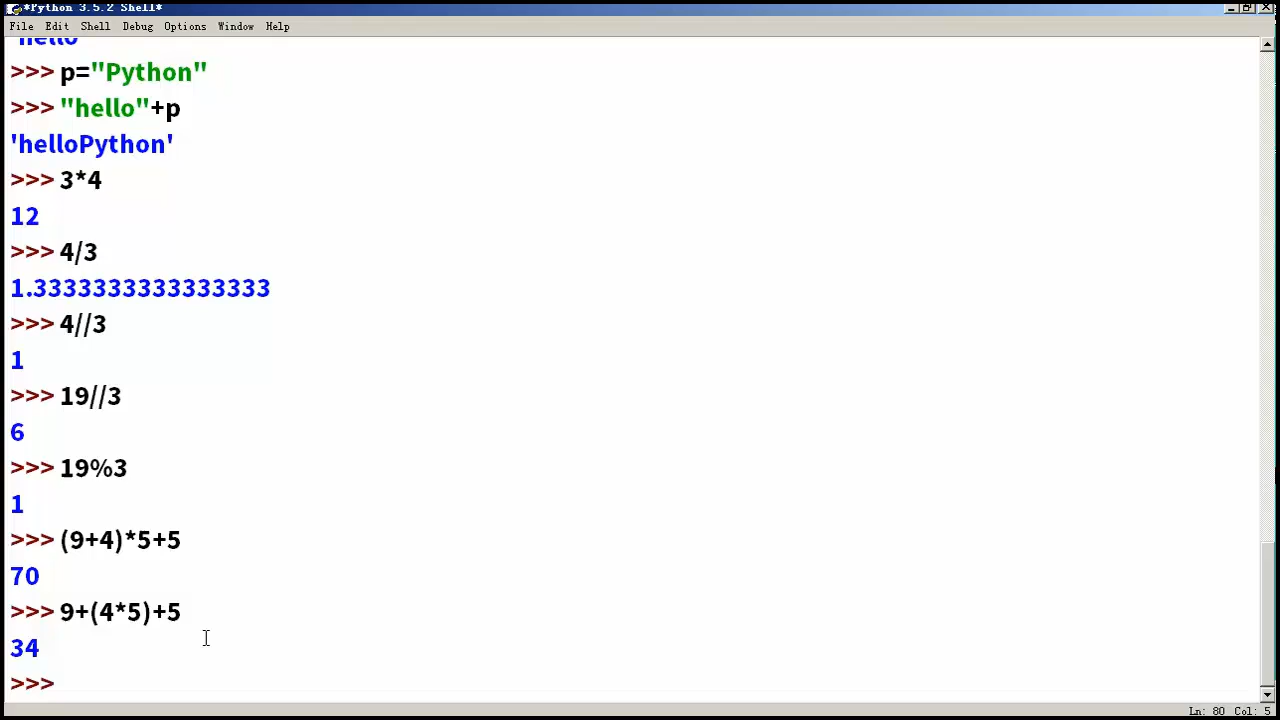 *Python 3.5.2 Shell*
File Edit Shell Debug Options Window Help
'hello'
>>> p="Python"
>>> "hello"+p
'helloPython'
>>> 3*4
12
>>> 4/3
1.3333333333333333
>>> 4//3
1
>>> 19//3
6
>>> 19%3
1
>>> (9+4)*5+5
70
>>> 9+(4*5)+5
34
>>>
Ln: 80 Col: 5